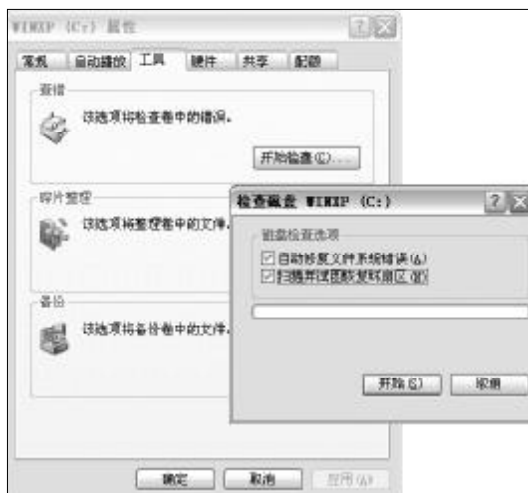 WINXP (C:) 属性
常规 自动播放 工具 硬件 共享 配额
查错
该选项将检查卷中的错误。
开始检查(C)...
碎片整理
该选项将整理卷中的文件。
备份
该选项将备份卷中的文件。
检查磁盘 WINXP (C:)
磁盘检查选项
自动修复文件系统错误(A)
扫描并试图恢复坏扇区(N)
开始(S) 取消
确定 取消 应用(A)